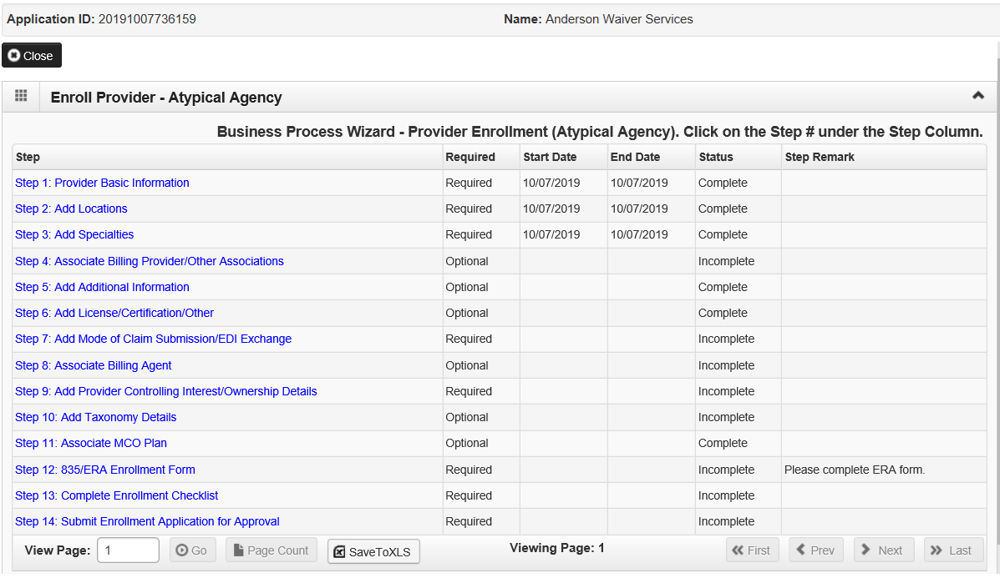 Application ID: 20191007736159 Name: Anderson Waiver Services
Close
Enroll Provider - Atypical Agency
Business Process Wizard - Provider Enrollment (Atypical Agency). Click on the Step # under the Step Column.
Step Required Start Date End Date Status Step Remark
Step 1: Provider Basic Information Required 10/07/2019 10/07/2019 Complete
Step 2: Add Locations Required 10/07/2019 10/07/2019 Complete
Step 3: Add Specialties Required 10/07/2019 10/07/2019 Complete
Step 4: Associate Billing Provider/Other Associations Optional Incomplete
Step 5: Add Additional Information Optional Complete
Step 6: Add License/Certification/Other Optional Complete
Step 7: Add Mode of Claim Submission/EDI Exchange Required Incomplete
Step 8: Associate Billing Agent Optional Incomplete
Step 9: Add Provider Controlling Interest/Ownership Details Required Incomplete
Step 10: Add Taxonomy Details Optional Incomplete
Step 11: Associate MCO Plan Optional Complete
Step 12: 835/ERA Enrollment Form Required Incomplete Please complete ERA form.
Step 13: Complete Enrollment Checklist Required Incomplete
Step 14: Submit Enrollment Application for Approval Required Incomplete
View Page: 1 Go Page Count SaveToXLS Viewing Page: 1 First Prev Next Last